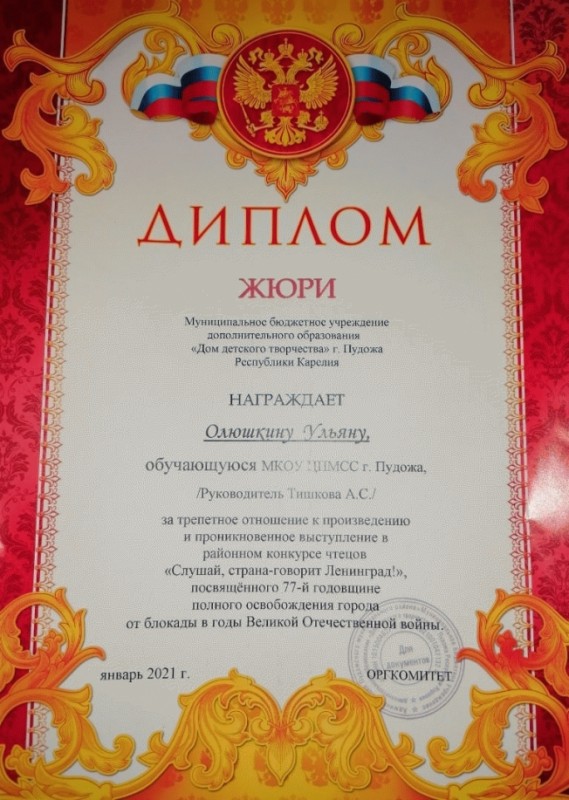 ДИПЛОМ
ЖЮРИ
Муниципальное бюджетное учреждение
дополнительного образования
«Дом детского творчества» г. Пудожа
Республики Карелия
НАГРАЖДАЕТ
Олюшкину Ульяну,
обучающуюся МКОУ ЦПМСС г. Пудожа,
/Руководитель Тишкова А.С./
за трепетное отношение к произведению
и проникновенное выступление в
районном конкурсе чтецов
«Слушай, страна-говорит Ленинград!»,
посвящённого 77-й годовщине
полного освобождения города
от блокады в годы Великой Отечественной войны.
январь 2021 г. ОРГКОМИТЕТ
Для
документов